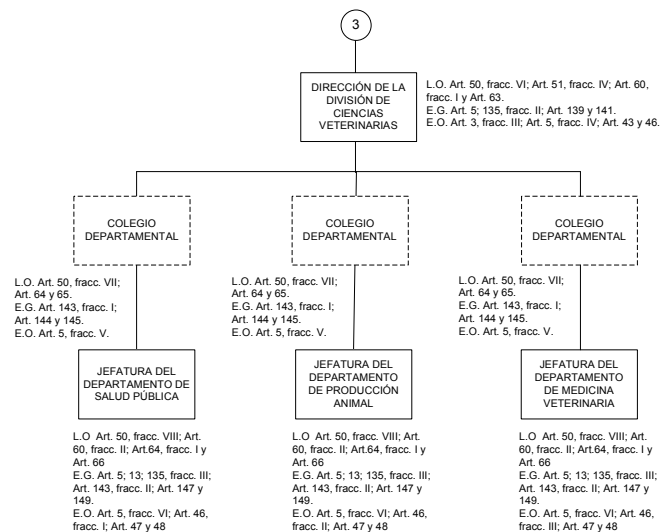 3
DIRECCIÓN DE LA
DIVISIÓN DE
CIENCIAS
VETERINARIAS
L.O. Art. 50, fracc. VI; Art. 51, fracc. IV; Art. 60,
fracc. I y Art. 63.
E.G. Art. 5; 135, fracc. II; Art. 139 y 141.
E.O. Art. 3, fracc. III; Art. 5, fracc. IV; Art. 43 y 46.
COLEGIO
DEPARTAMENTAL
COLEGIO
DEPARTAMENTAL
COLEGIO
DEPARTAMENTAL
L.O. Art. 50, fracc. VII;
Art. 64 y 65.
E.G. Art. 143, fracc. I;
Art. 144 y 145.
E.O. Art. 5, fracc. V.
L.O. Art. 50, fracc. VII;
Art. 64 y 65.
E.G. Art. 143, fracc. I;
Art. 144 y 145.
E.O. Art. 5, fracc. V.
L.O. Art. 50, fracc. VII;
Art. 64 y 65.
E.G. Art. 143, fracc. I;
Art. 144 y 145.
E.O. Art. 5, fracc. V.
JEFATURA DEL
DEPARTAMENTO DE
SALUD PÚBLICA
JEFATURA DEL
DEPARTAMENTO
DE PRODUCCIÓN
ANIMAL
JEFATURA DEL
DEPARTAMENTO
DE MEDICINA
VETERINARIA
L.O Art. 50, fracc. VIII; Art.
60, fracc. II; Art.64, fracc. I y
Art. 66
E.G. Art. 5; 13; 135, fracc. III;
Art. 143, fracc. II; Art. 147 y
149.
E.O. Art. 5, fracc. VI; Art. 46,
fracc. I; Art. 47 y 48
L.O Art. 50, fracc. VIII; Art.
60, fracc. II; Art.64, fracc. I y
Art. 66
E.G. Art. 5; 13; 135, fracc. III;
Art. 143, fracc. II; Art. 147 y
149.
E.O. Art. 5, fracc. VI; Art. 46,
fracc. II; Art. 47 y 48
L.O Art. 50, fracc. VIII; Art.
60, fracc. II; Art.64, fracc. I y
Art. 66
E.G. Art. 5; 13; 135, fracc. III;
Art. 143, fracc. II; Art. 147 y
149.
E.O. Art. 5, fracc. VI; Art. 46,
fracc. III; Art. 47 y 48